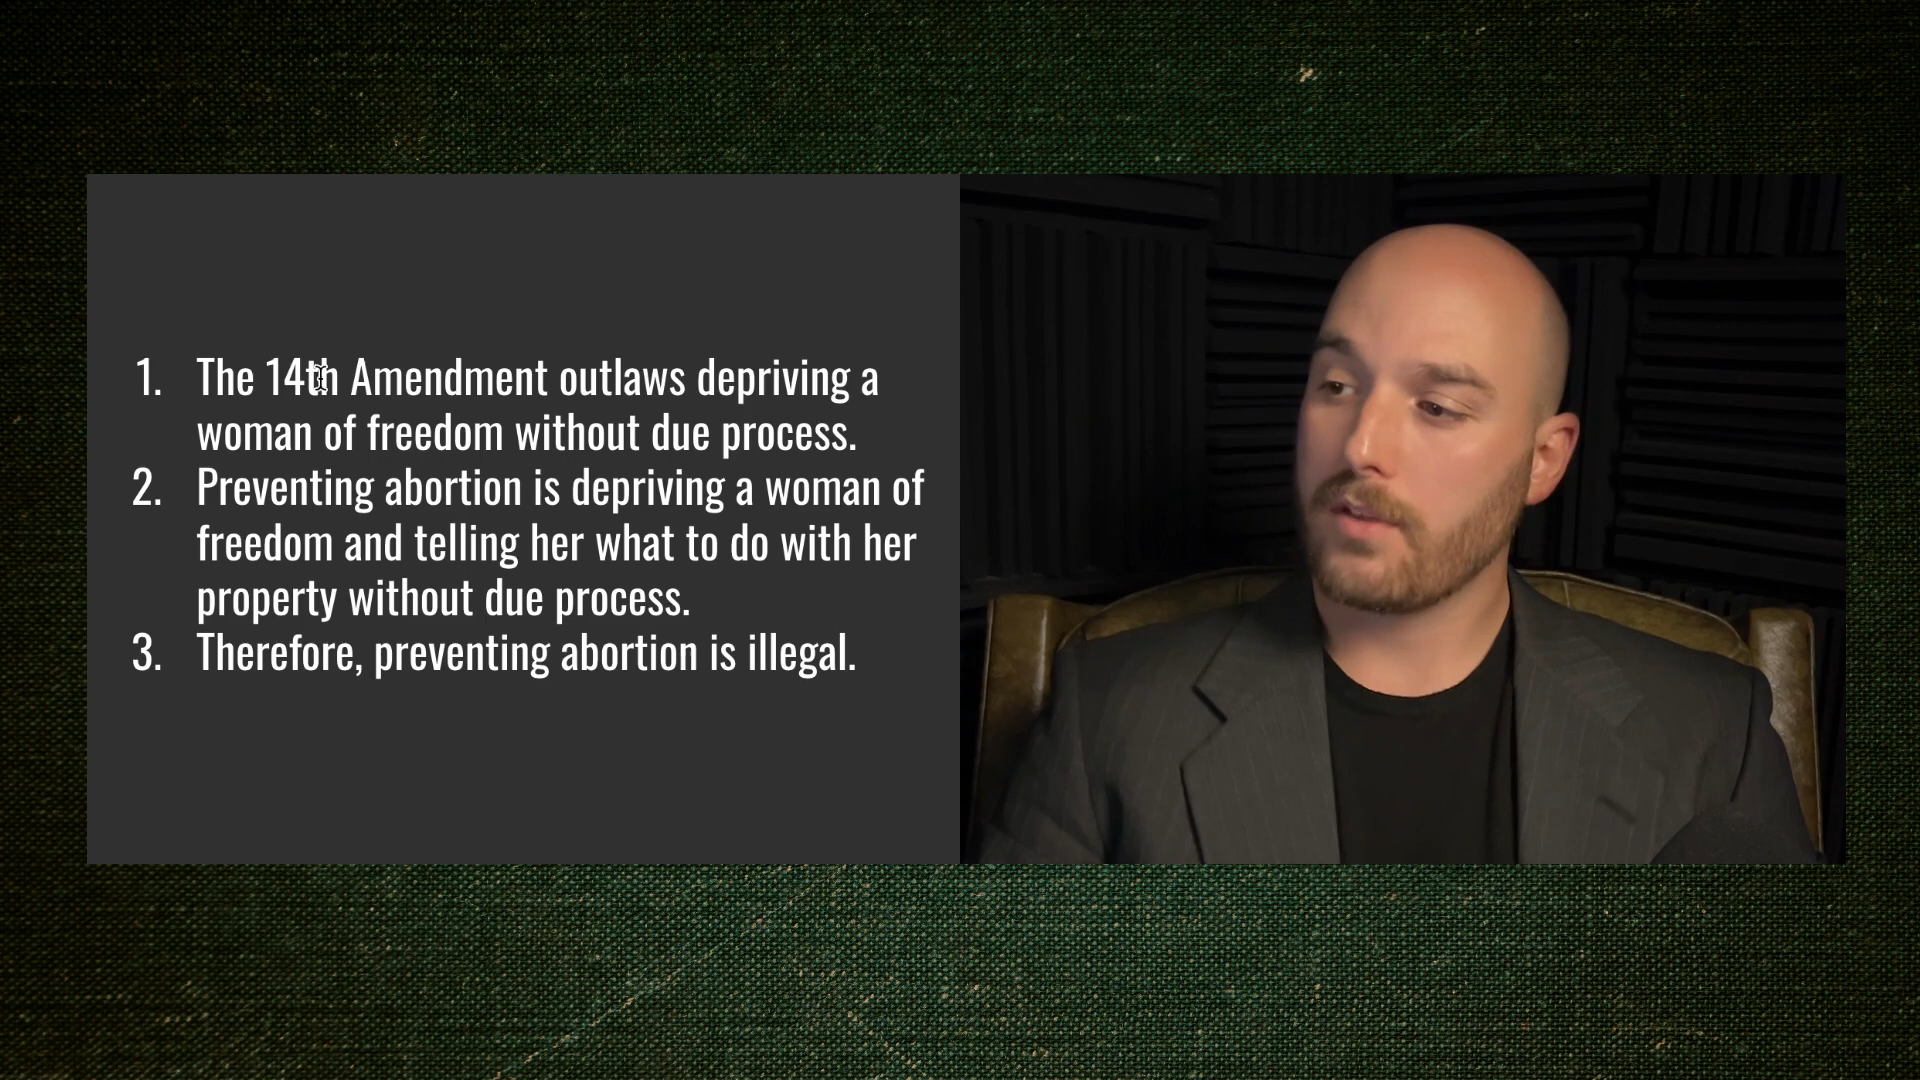 1. The 14th Amendment outlaws depriving a
woman of freedom without due process.
2. Preventing abortion is depriving a woman of
freedom and telling her what to do with her
property without due process.
3. Therefore, preventing abortion is illegal.